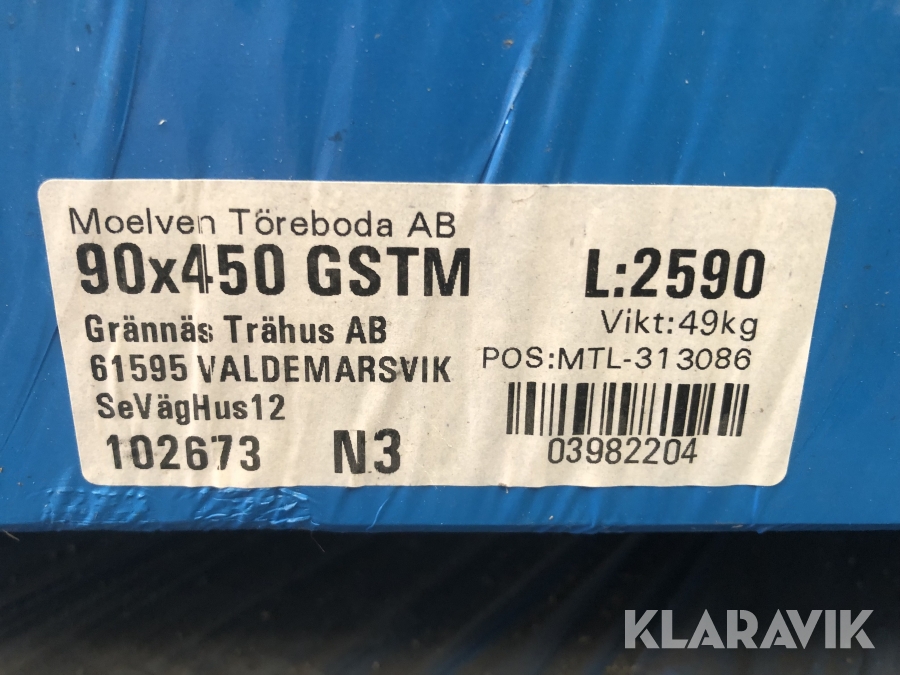 Moelven Töreboda AB
90x450 GSTM L:2590
Grännäs Trähus AB Vikt:49kg
61595 VALDEMARSVIK POS:MTL-313086
SeVägHus12
102673 N3 03982204
KLARAVIK